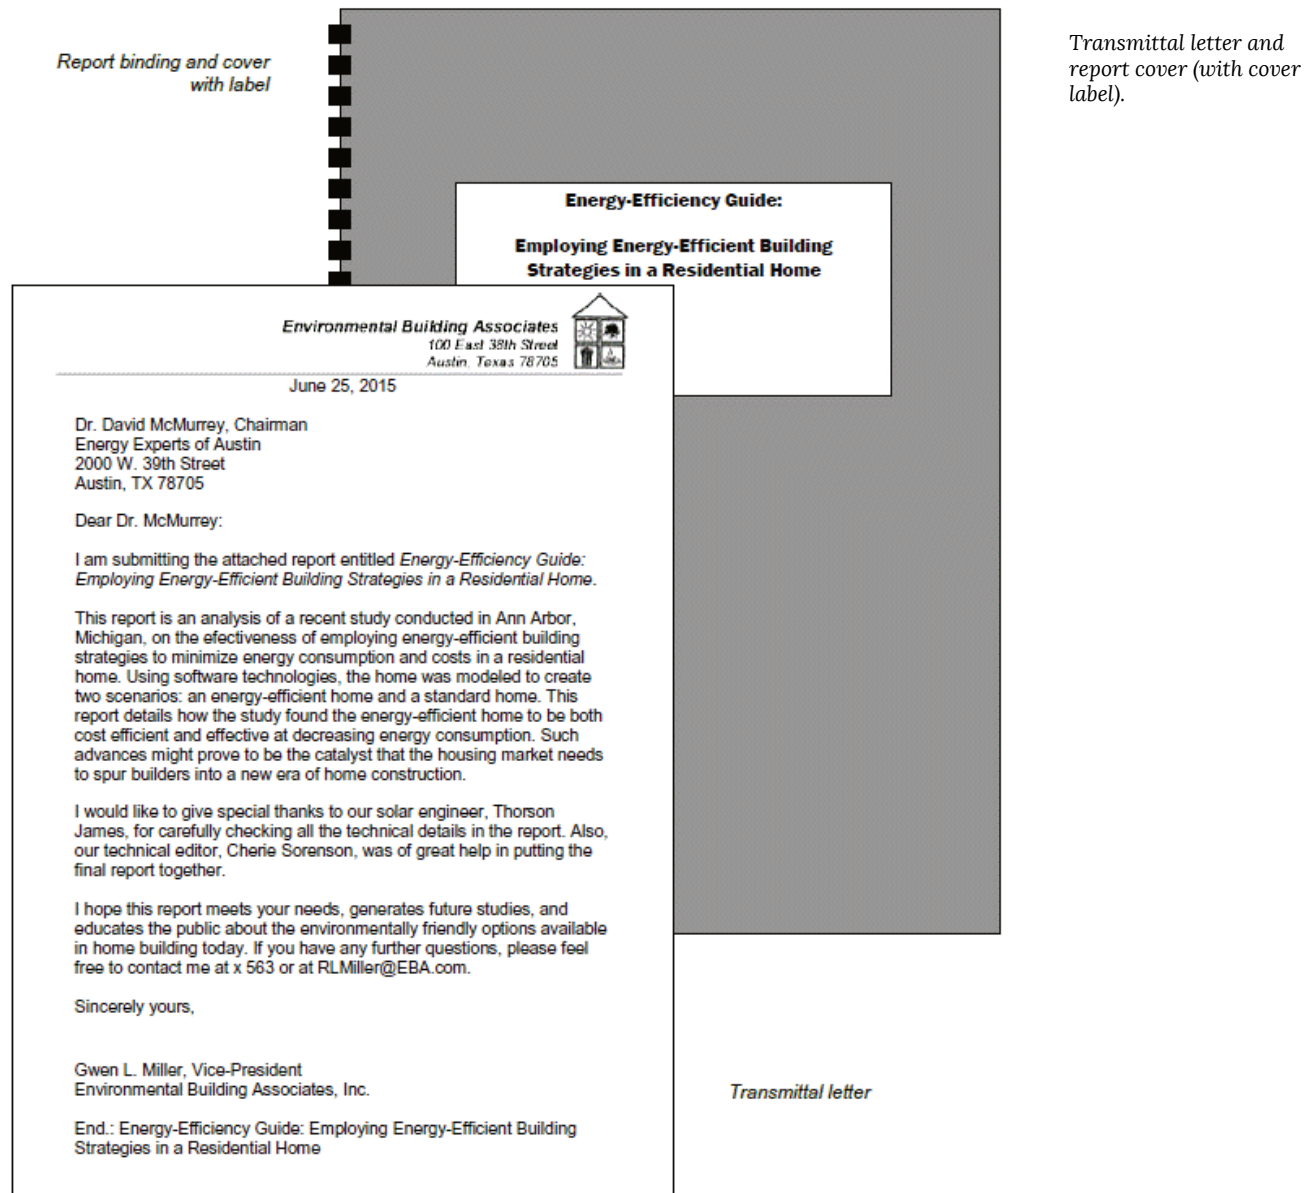 Report binding and cover
with label
Transmittal letter and
report cover (with cover
label).
Energy-Efficiency Guide:
Employing Energy-Efficient Building
Strategies in a Residential Home
Environmental Building Associates
100 East 38th Street
Austin, Texas 78705
June 25, 2015
Dr. David McMurrey, Chairman
Energy Experts of Austin
2000 W. 39th Street
Austin, TX 78705
Dear Dr. McMurrey:
I am submitting the attached report entitled Energy-Efficiency Guide:
Employing Energy-Efficient Building Strategies in a Residential Home.
This report is an analysis of a recent study conducted in Ann Arbor,
Michigan, on the efectiveness of employing energy-efficient building
strategies to minimize energy consumption and costs in a residential
home. Using software technologies, the home was modeled to create
two scenarios: an energy-efficient home and a standard home. This
report details how the study found the energy-efficient home to be both
cost efficient and effective at decreasing energy consumption. Such
advances might prove to be the catalyst that the housing market needs
to spur builders into a new era of home construction.
I would like to give special thanks to our solar engineer, Thorson
James, for carefully checking all the technical details in the report. Also,
our technical editor, Cherie Sorenson, was of great help in putting the
final report together.
I hope this report meets your needs, generates future studies, and
educates the public about the environmentally friendly options available
in home building today. If you have any further questions, please feel
free to contact me at x 563 or at RLMiller@EBA.com.
Sincerely yours,
Gwen L. Miller, Vice-President
Environmental Building Associates, Inc.
End.: Energy-Efficiency Guide: Employing Energy-Efficient Building
Strategies in a Residential Home
Transmittal letter